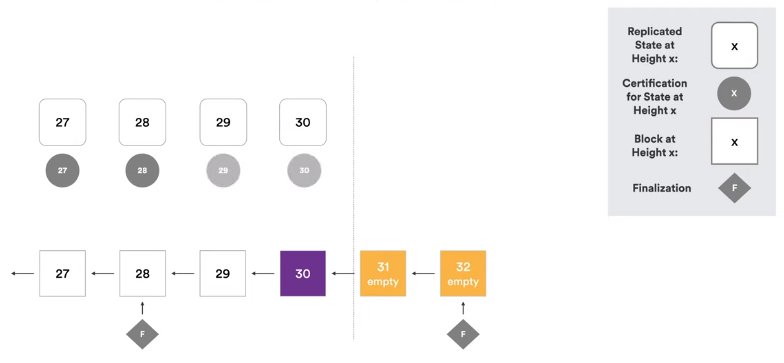 27 28 29 30
27 28 29 30
27 28 29 30 31 32
empty empty
F F
Replicated
State at
Height x:
X
Certification
for State at
Height x
X
Block at
Height x:
X
Finalization
F